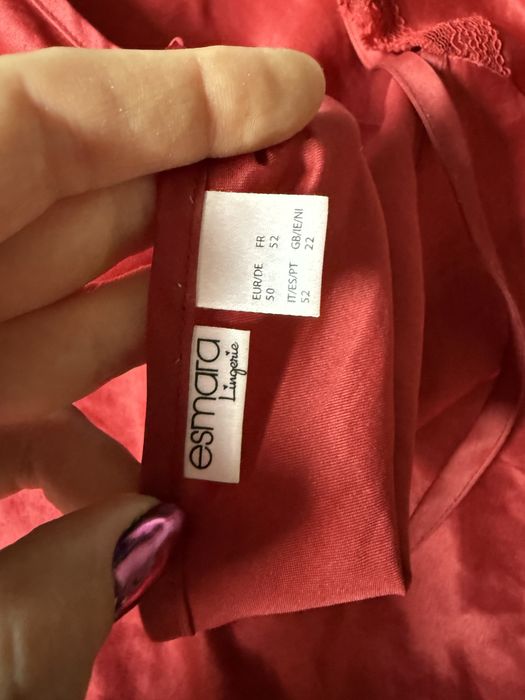 EUR/DE FR
50 52
IT/ES/PT GB/IE/NI
52 22
esmara
Lingerie